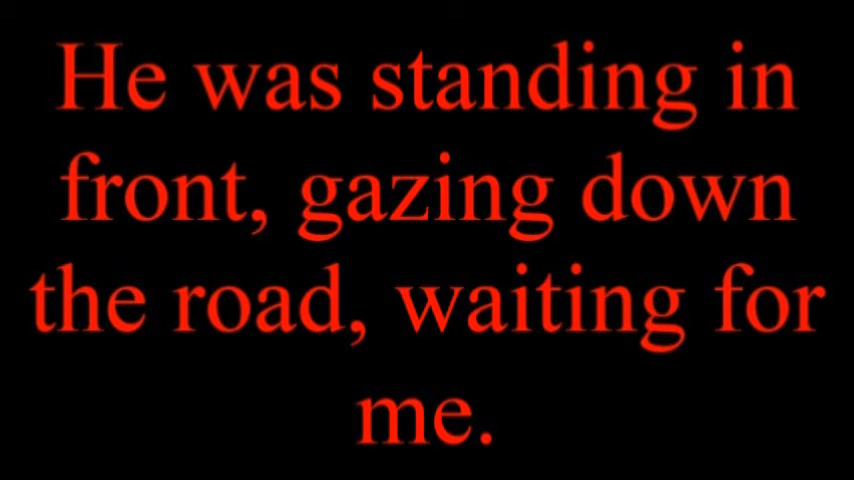 He was standing in
front, gazing down
the road, waiting for
me.